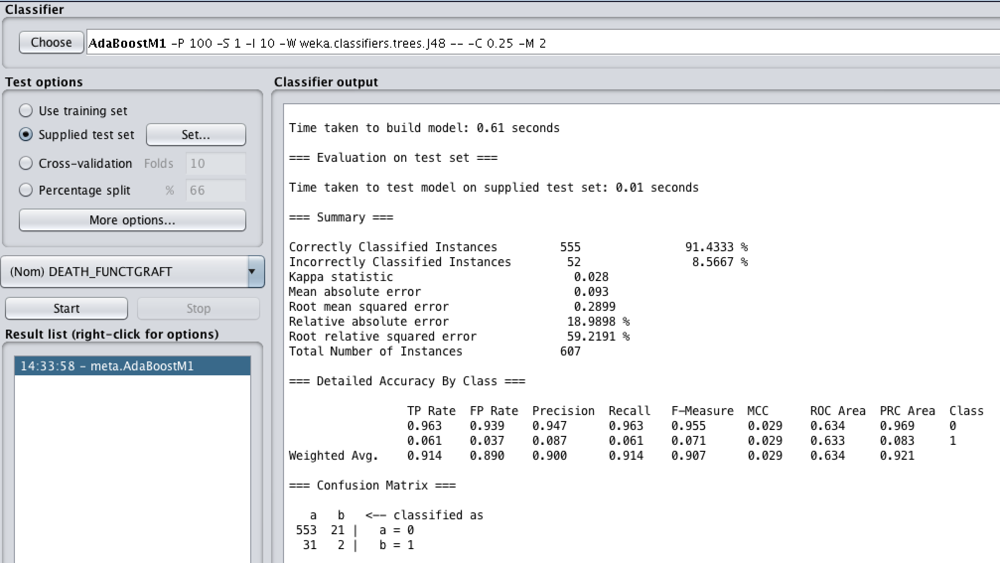 Classifier
Choose AdaBoostM1 -P 100 -S 1 -I 10 -W weka.classifiers.trees.J48 -- -C 0.25 -M 2
Test options
Use training set
Supplied test set Set...
Cross-validation Folds 10
Percentage split % 66
More options...
(Nom) DEATH_FUNCTGRAFT
Start Stop
Result list (right-click for options)
14:33:58 - meta.AdaBoostM1
Classifier output
Time taken to build model: 0.61 seconds
=== Evaluation on test set ===
Time taken to test model on supplied test set: 0.01 seconds
=== Summary ===
Correctly Classified Instances 555 91.4333 %
Incorrectly Classified Instances 52 8.5667 %
Kappa statistic 0.028
Mean absolute error 0.093
Root mean squared error 0.2899
Relative absolute error 18.9898 %
Root relative squared error 59.2191 %
Total Number of Instances 607
=== Detailed Accuracy By Class ===
TP Rate FP Rate Precision Recall F-Measure MCC ROC Area PRC Area Class
0.963 0.939 0.947 0.963 0.955 0.029 0.634 0.969 0
0.061 0.037 0.087 0.061 0.071 0.029 0.633 0.083 1
Weighted Avg. 0.914 0.890 0.900 0.914 0.907 0.029 0.634 0.921
=== Confusion Matrix ===
a b <-- classified as
553 21 | a = 0
31 2 | b = 1